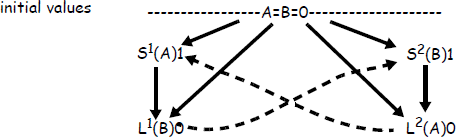 initial values A=B=0
S¹(A)1 S²(B)1
L¹(B)0 L²(A)0